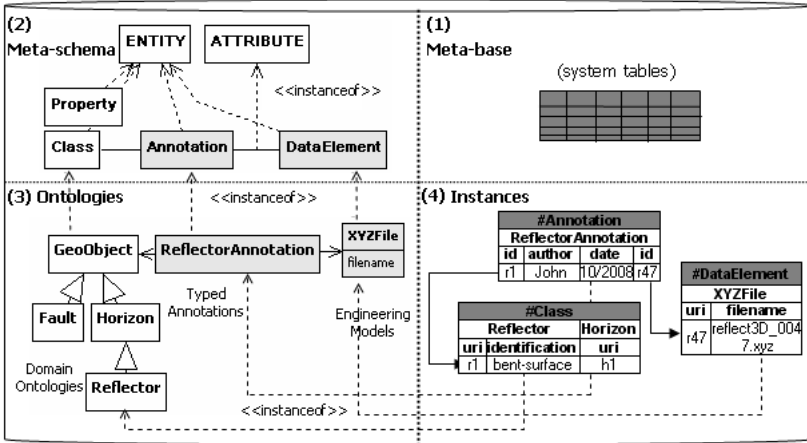 (2)
Meta-schema
ENTITY
ATTRIBUTE
<<instanceof>>
Property
Class
Annotation
DataElement
(1)
Meta-base
(system tables)
(3) Ontologies
<<instanceof>>
GeoObject
ReflectorAnnotation
XYZFile
filename
Fault
Horizon
Typed
Annotations
Engineering
Models
Domain
Ontologies
Reflector
<<instanceof>>
(4) Instances
#Annotation
ReflectorAnnotation
id author date id
r1 John 10/2008 r47
#Class
Reflector Horizon
uri identification uri
r1 bent-surface h1
#DataElement
XYZFile
uri filename
r47 reflect3D_004
7.xyz